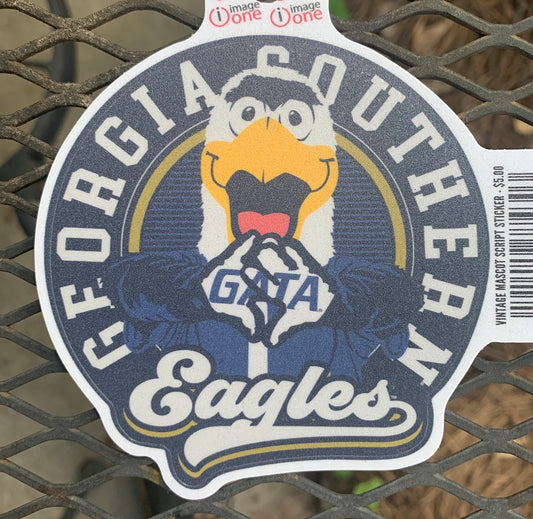 image one image one
GEORGIA SOUTHERN
GATA
Eagles
VINTAGE MASCOT SCRIPT STICKER - $5.00